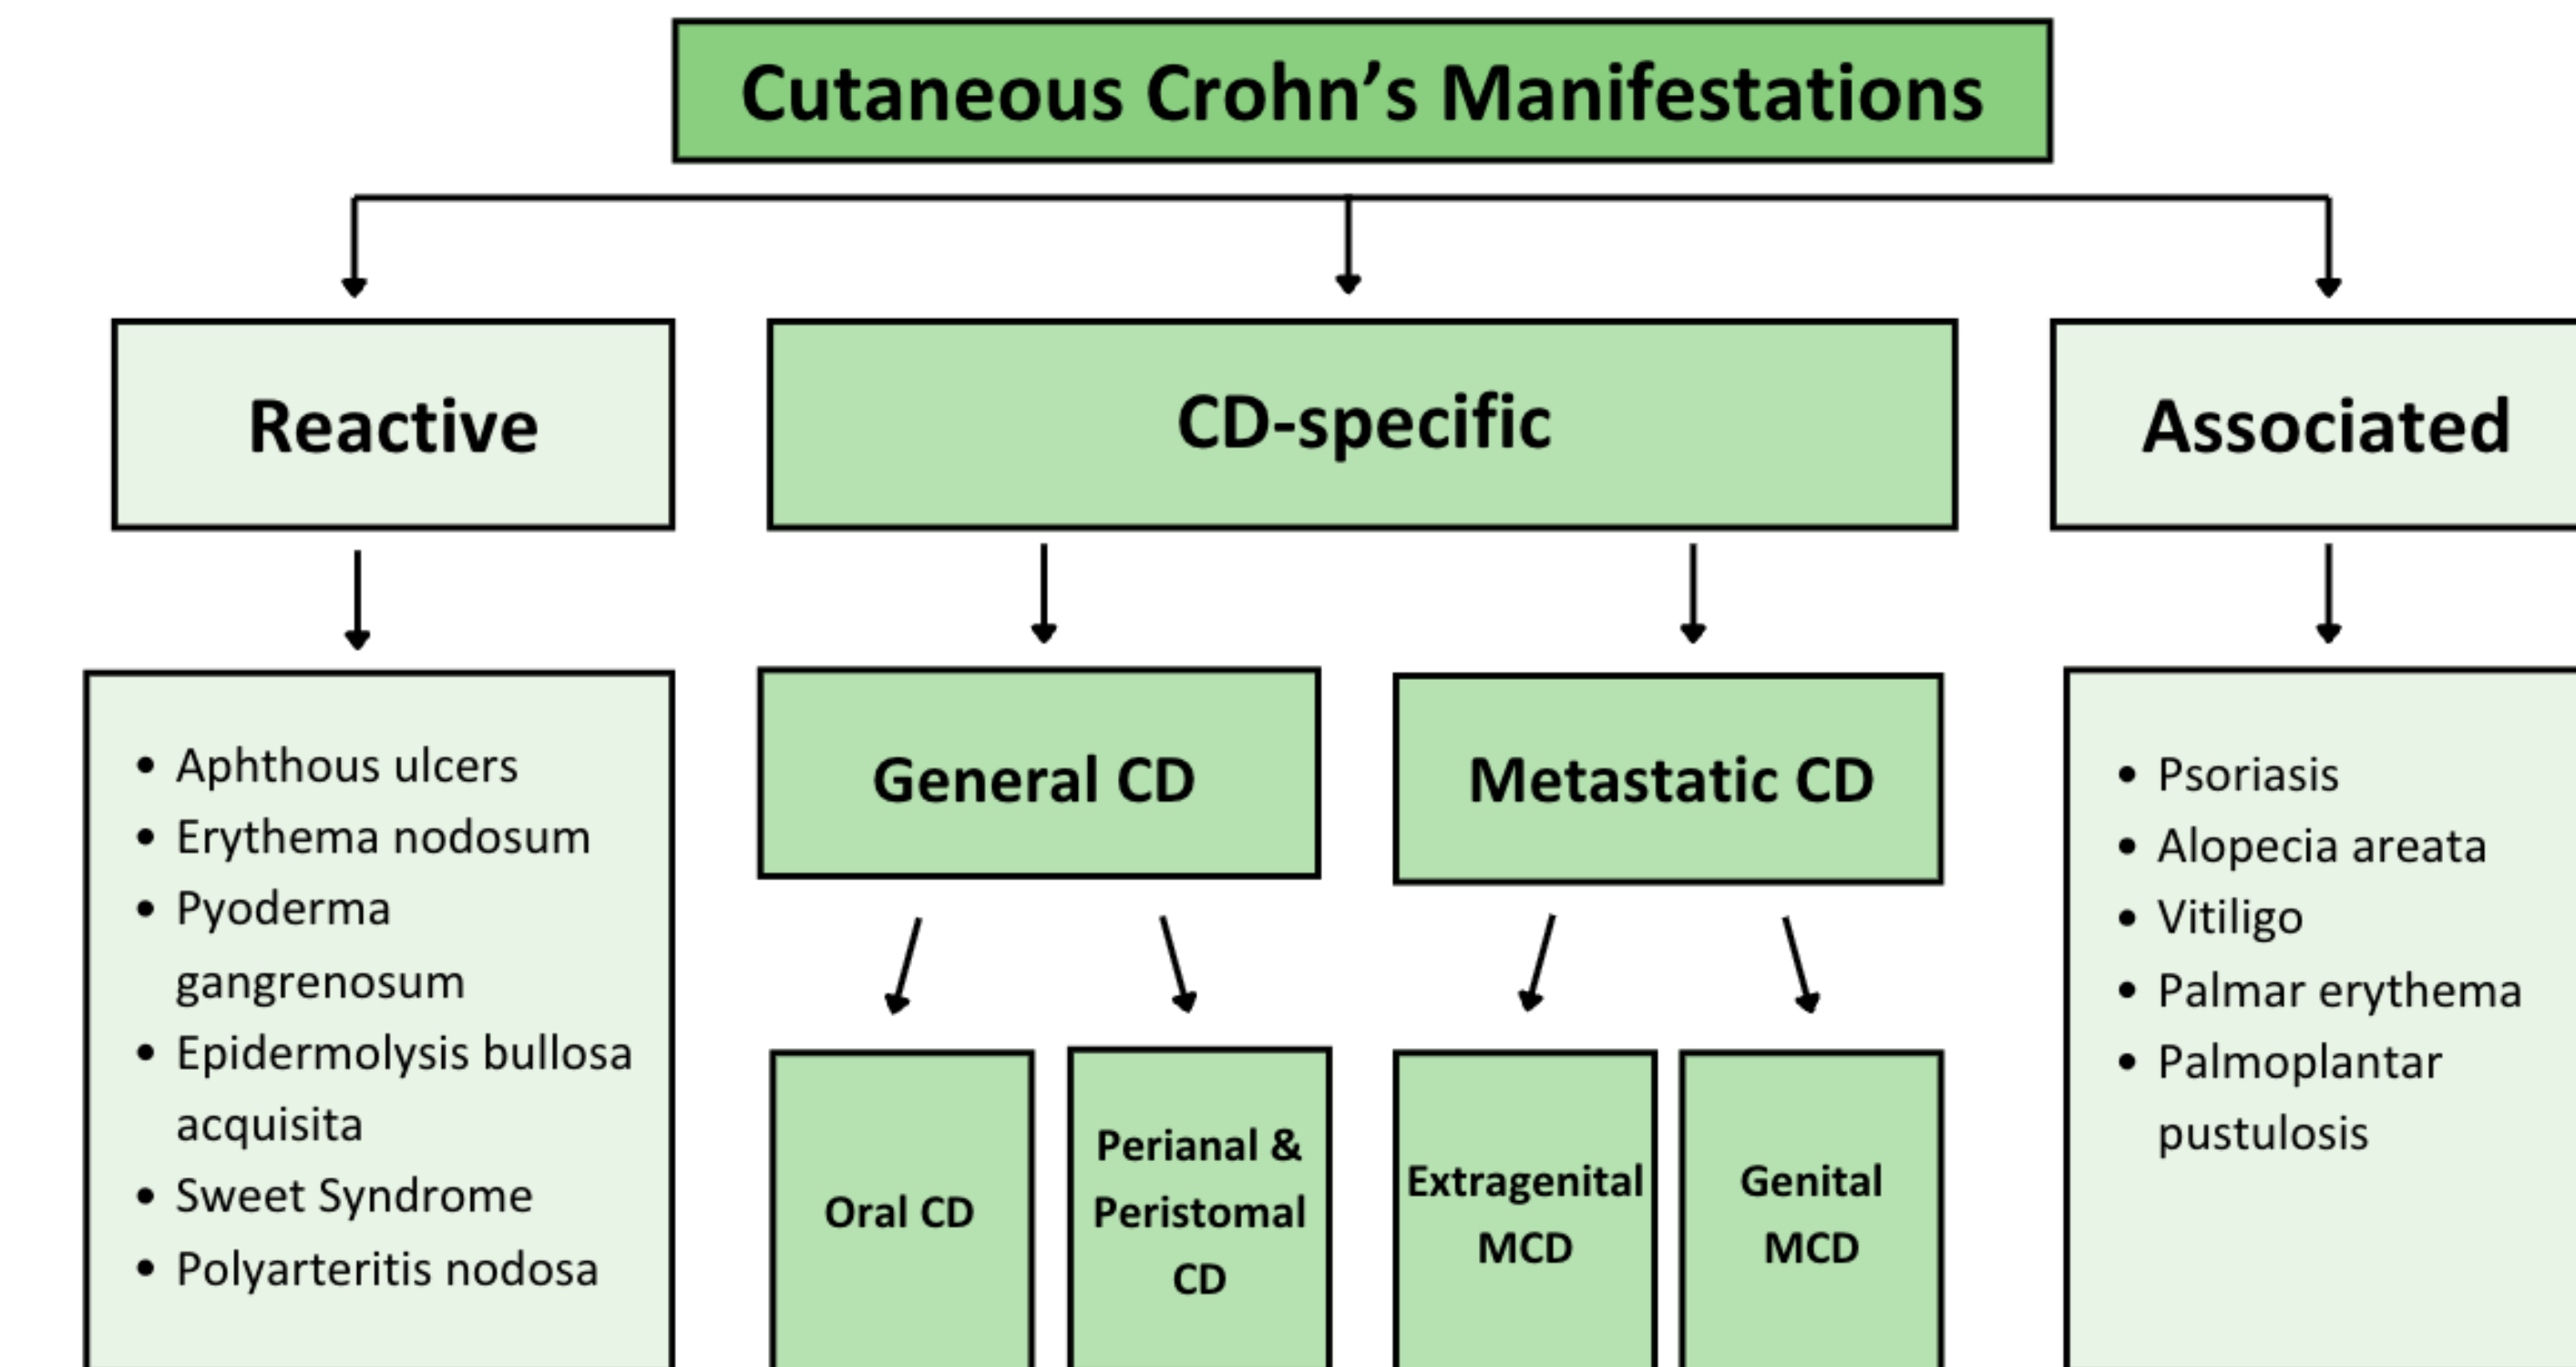 Cutaneous Crohn’s Manifestations
Reactive
CD-specific
Associated
• Aphthous ulcers
• Erythema nodosum
• Pyoderma
gangrenosum
• Epidermolysis bullosa
acquisita
• Sweet Syndrome
• Polyarteritis nodosa
General CD
Metastatic CD
Oral CD
Perianal &
Peristomal
CD
Extragenital
MCD
Genital
MCD
• Psoriasis
• Alopecia areata
• Vitiligo
• Palmar erythema
• Palmoplantar
pustulosis